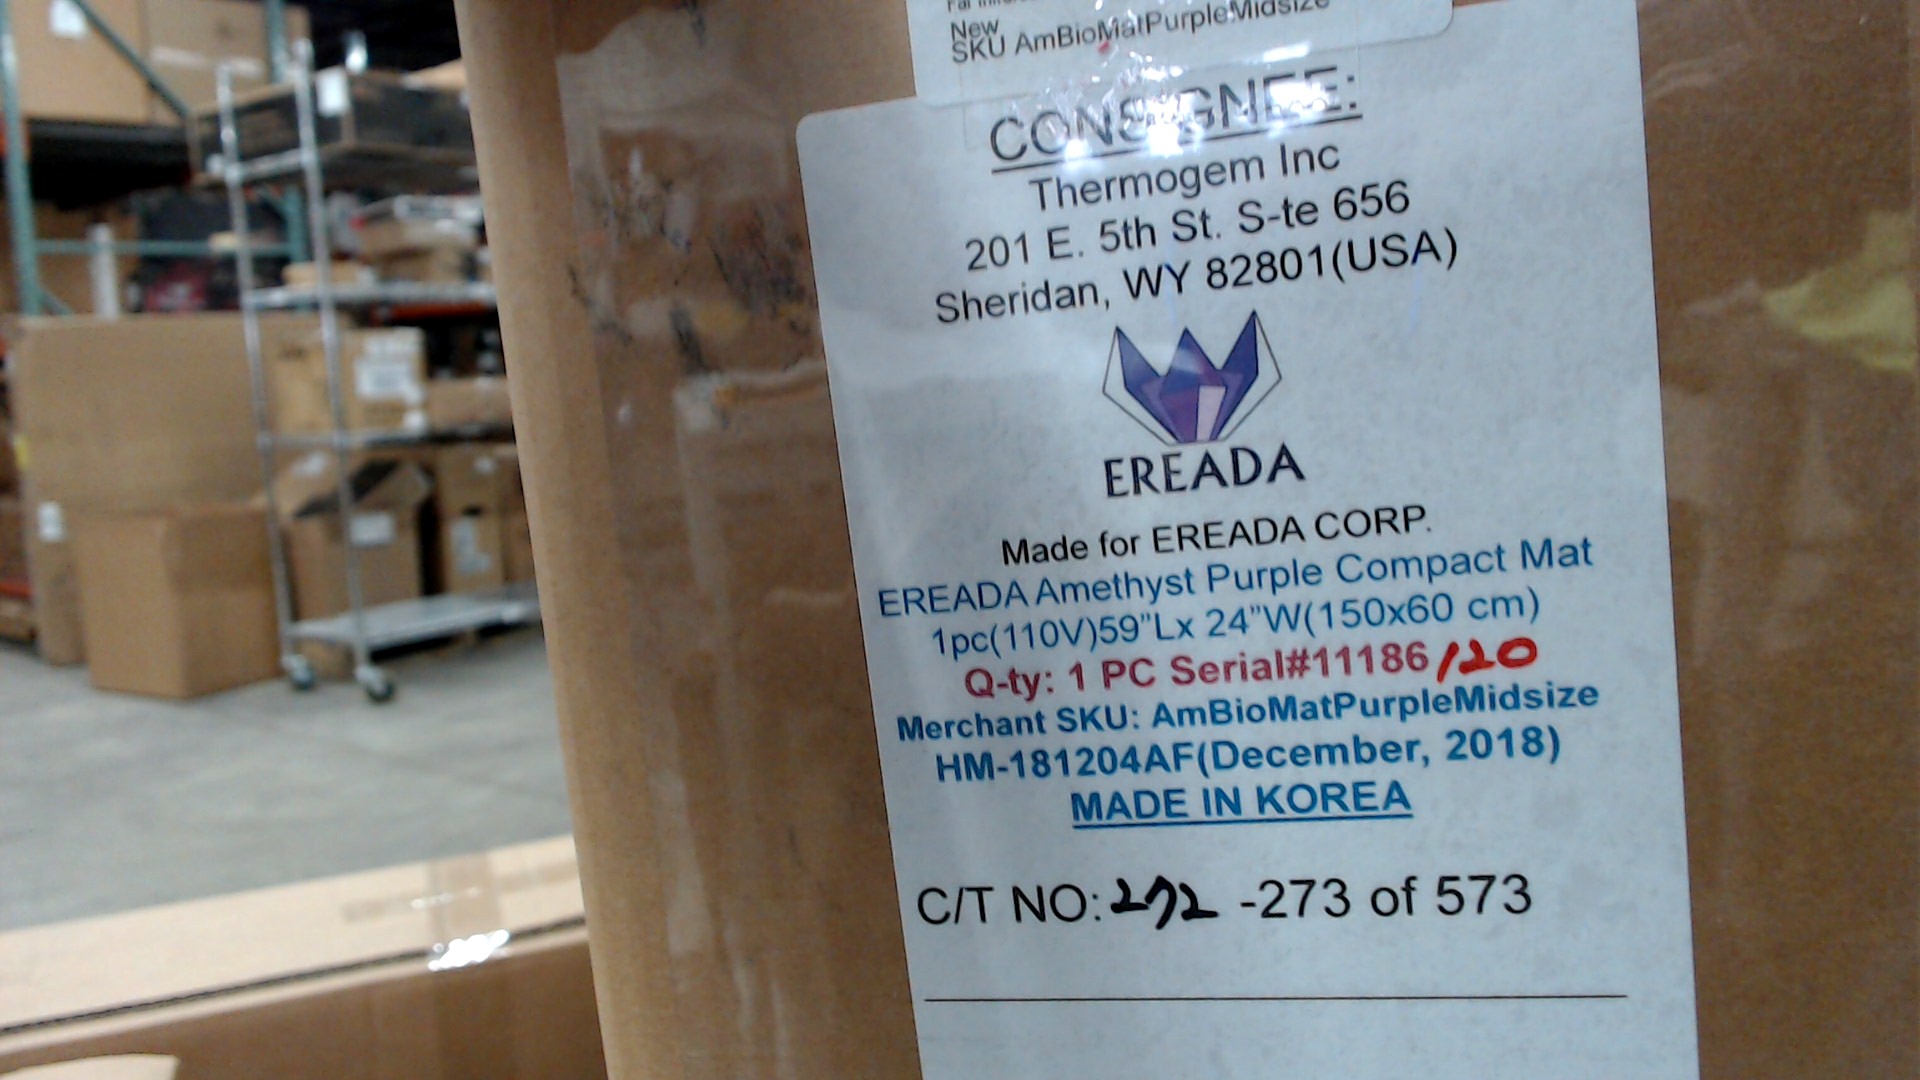 New
SKU AmBioMatPurpleMidsize
CONSIGNEE:
Thermogem Inc
201 E. 5th St. S-te 656
Sheridan, WY 82801(USA)
EREADA
Made for EREADA CORP.
EREADA Amethyst Purple Compact Mat
1pc(110V)59"Lx 24"W(150x60 cm)
Q-ty: 1 PC Serial#11186/20
Merchant SKU: AmBioMatPurpleMidsize
HM-181204AF(December, 2018)
MADE IN KOREA
C/T NO: 272 -273 of 573